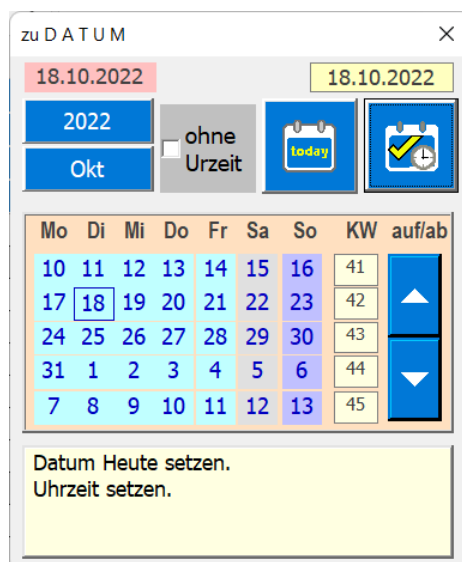 zu D A T U M
18.10.2022 18.10.2022
2022
Okt
ohne
Urzeit
today
Mo Di Mi Do Fr Sa So KW auf/ab
10 11 12 13 14 15 16 41
17 18 19 20 21 22 23 42
24 25 26 27 28 29 30 43
31 1 2 3 4 5 6 44
7 8 9 10 11 12 13 45
Datum Heute setzen.
Uhrzeit setzen.